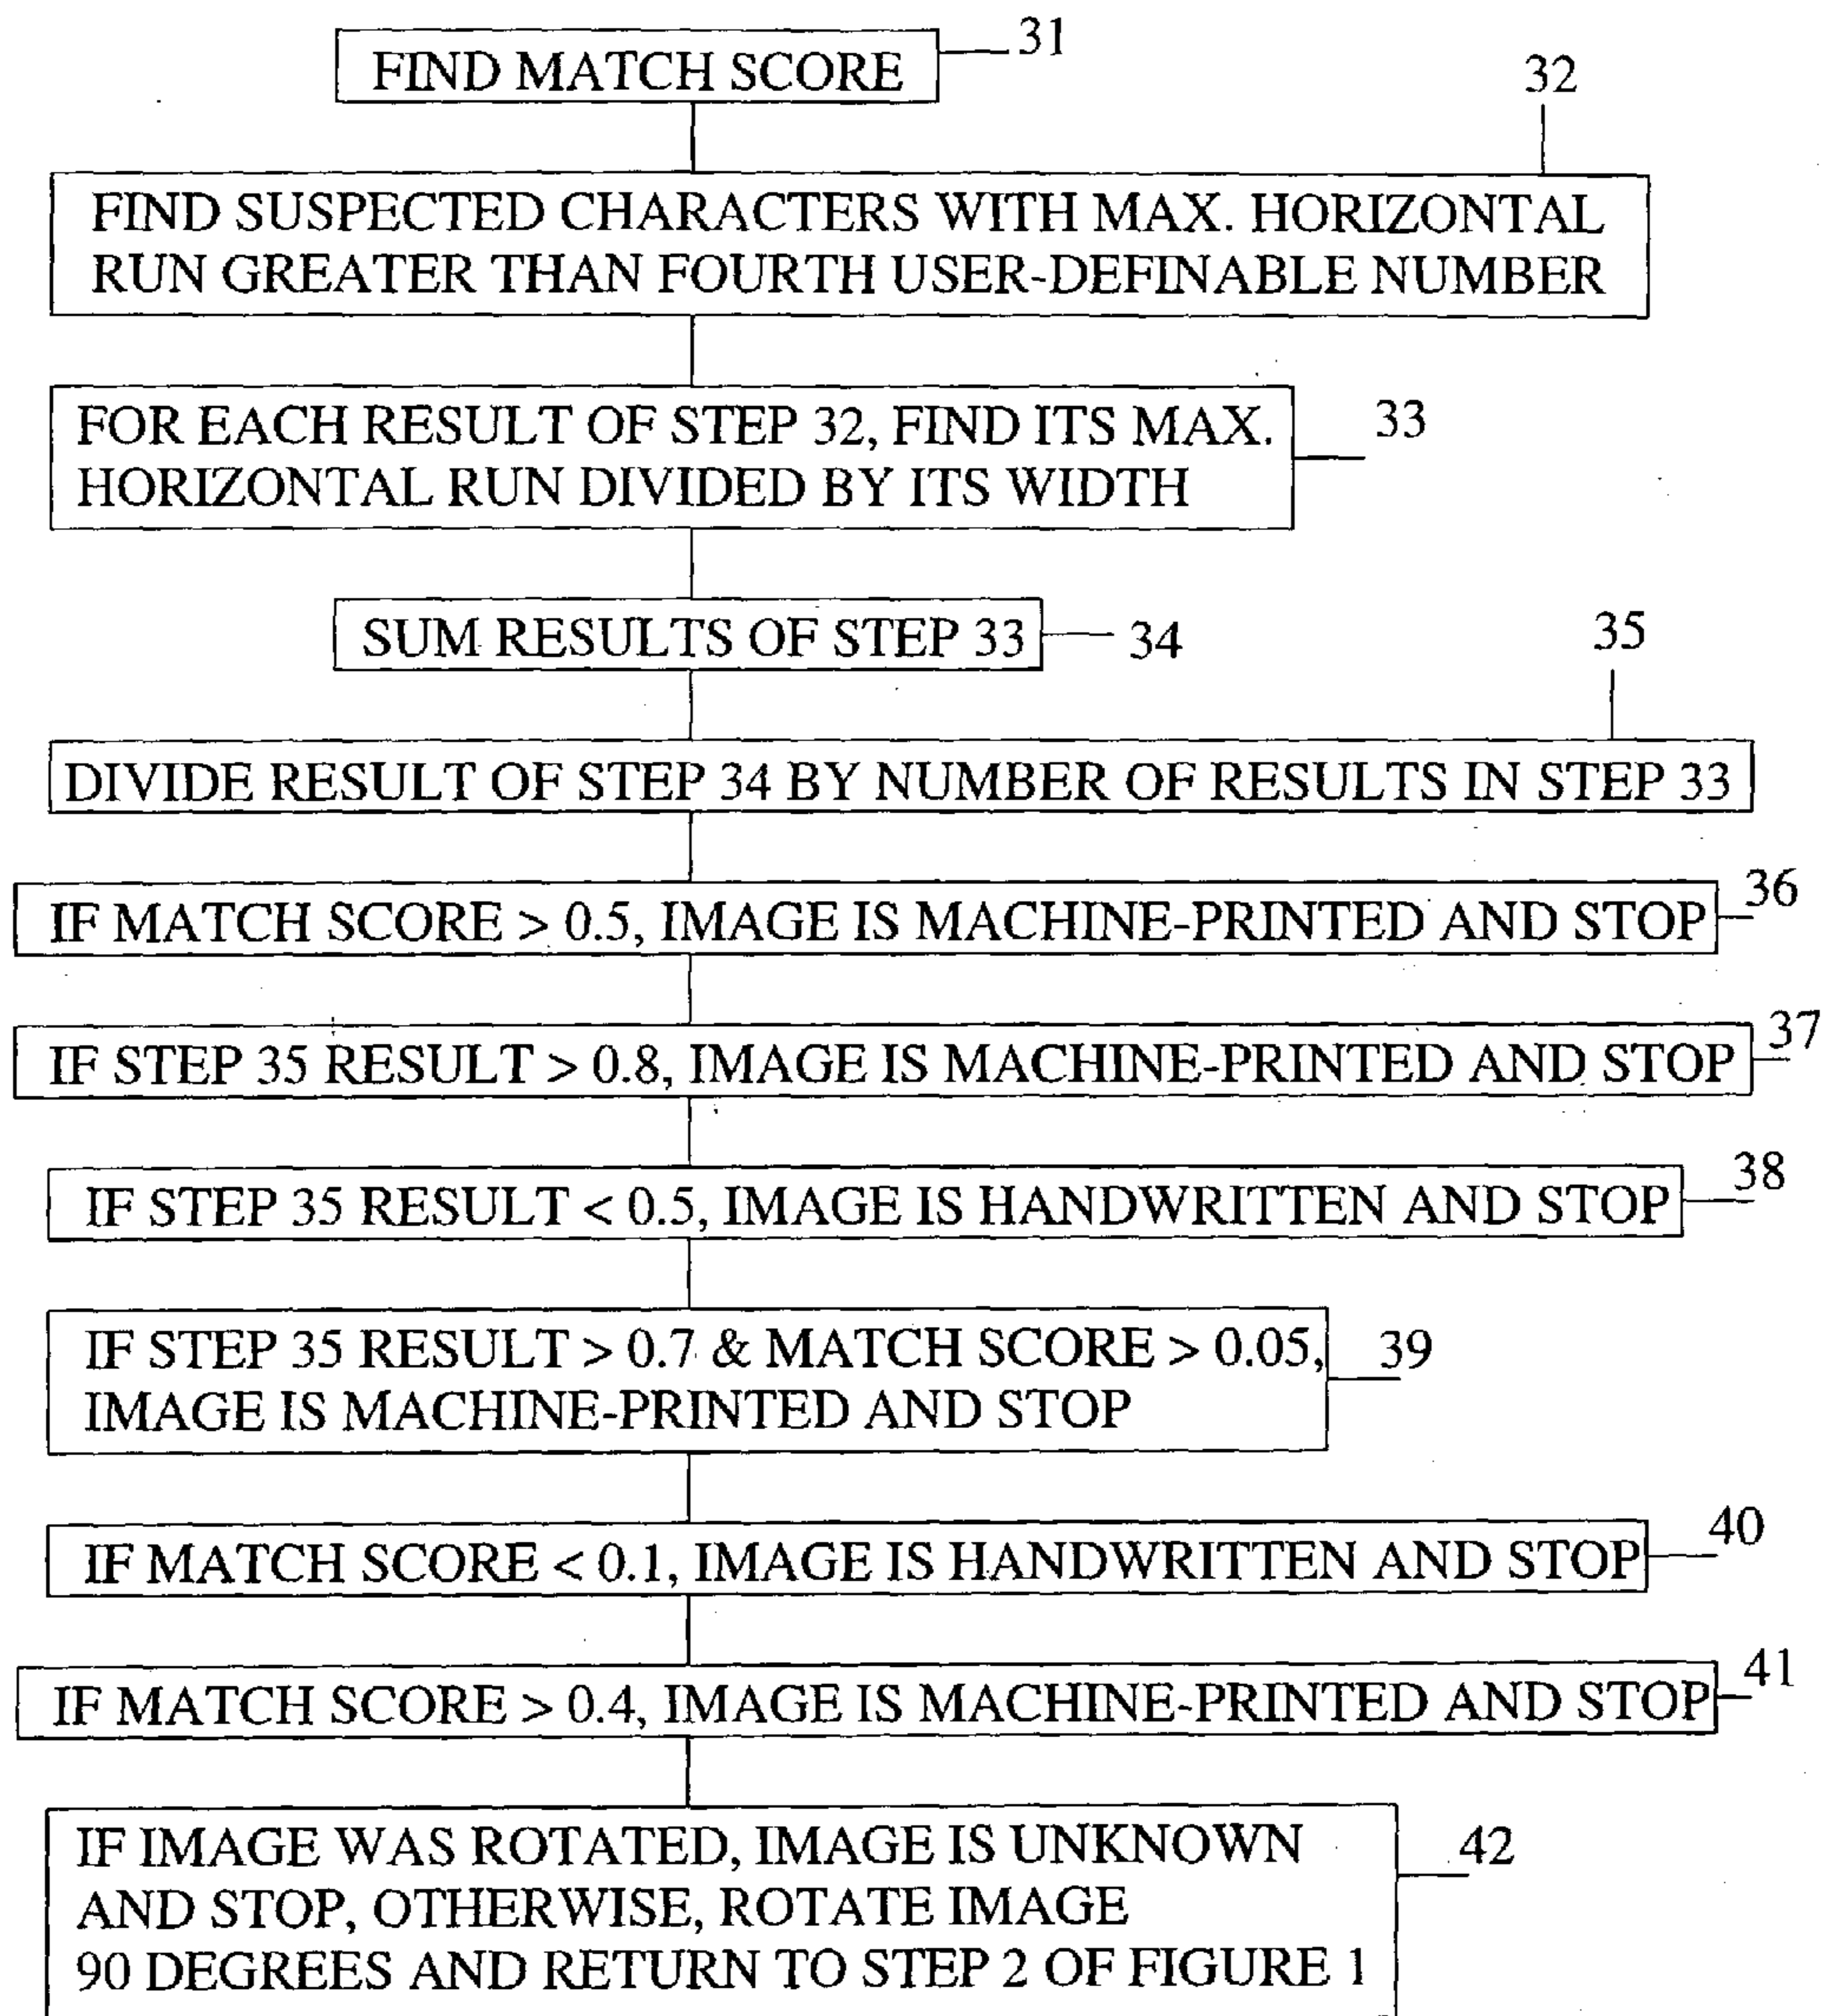 FIND MATCH SCORE
31
32
FIND SUSPECTED CHARACTERS WITH MAX. HORIZONTAL
RUN GREATER THAN FOURTH USER-DEFINABLE NUMBER
FOR EACH RESULT OF STEP 32, FIND ITS MAX.
HORIZONTAL RUN DIVIDED BY ITS WIDTH
33
SUM RESULTS OF STEP 33
34
35
DIVIDE RESULT OF STEP 34 BY NUMBER OF RESULTS IN STEP 33
36
IF MATCH SCORE > 0.5, IMAGE IS MACHINE-PRINTED AND STOP
37
IF STEP 35 RESULT > 0.8, IMAGE IS MACHINE-PRINTED AND STOP
38
IF STEP 35 RESULT < 0.5, IMAGE IS HANDWRITTEN AND STOP
IF STEP 35 RESULT > 0.7 & MATCH SCORE > 0.05,
IMAGE IS MACHINE-PRINTED AND STOP
39
40
IF MATCH SCORE < 0.1, IMAGE IS HANDWRITTEN AND STOP
41
IF MATCH SCORE > 0.4, IMAGE IS MACHINE-PRINTED AND STOP
IF IMAGE WAS ROTATED, IMAGE IS UNKNOWN
AND STOP, OTHERWISE, ROTATE IMAGE
90 DEGREES AND RETURN TO STEP 2 OF FIGURE 1
42